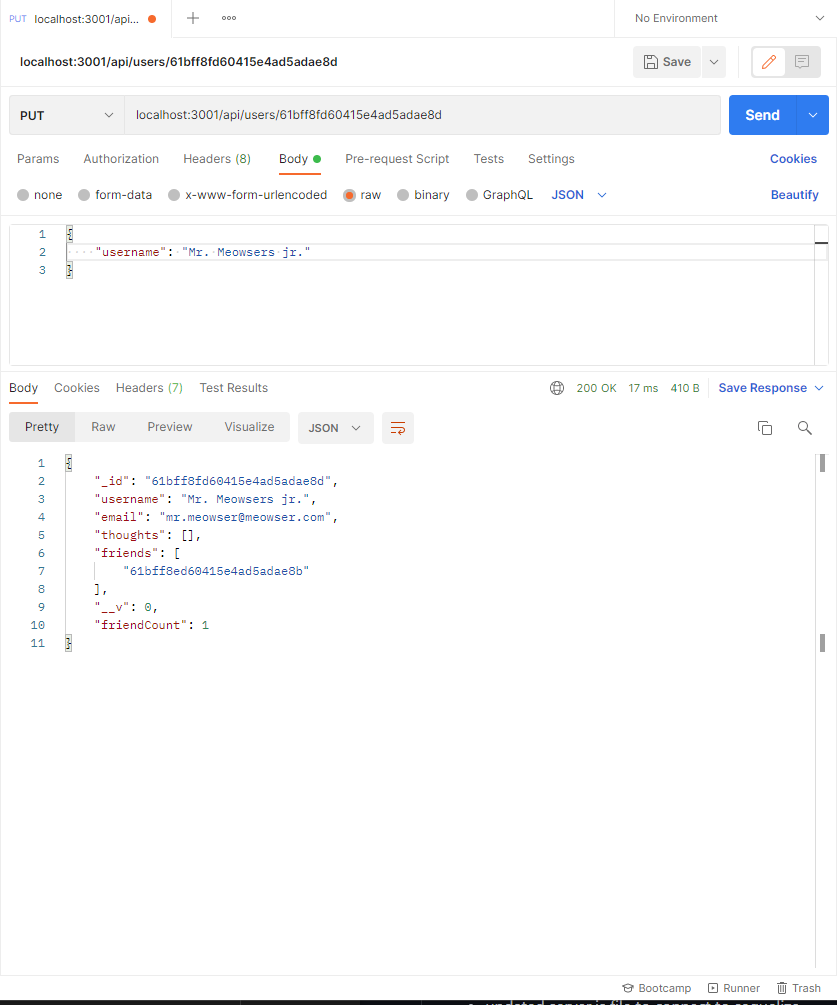 PUT localhost:3001/api... No Environment
localhost:3001/api/users/61bff8fd60415e4ad5adae8d Save
PUT localhost:3001/api/users/61bff8fd60415e4ad5adae8d Send
Params Authorization Headers (8) Body Pre-request Script Tests Settings Cookies
none form-data x-www-form-urlencoded raw binary GraphQL JSON Beautify
1 {
2 "username": "Mr. Meowsers jr."
3 }
Body Cookies Headers (7) Test Results 200 OK 17 ms 410 B Save Response
Pretty Raw Preview Visualize JSON
1 {
2 "_id": "61bff8fd60415e4ad5adae8d",
3 "username": "Mr. Meowsers jr.",
4 "email": "mr.meowser@meowser.com",
5 "thoughts": [],
6 "friends": [
7 "61bff8ed60415e4ad5adae8b"
8 ],
9 "__v": 0,
10 "friendCount": 1
11 }
Bootcamp Runner Trash